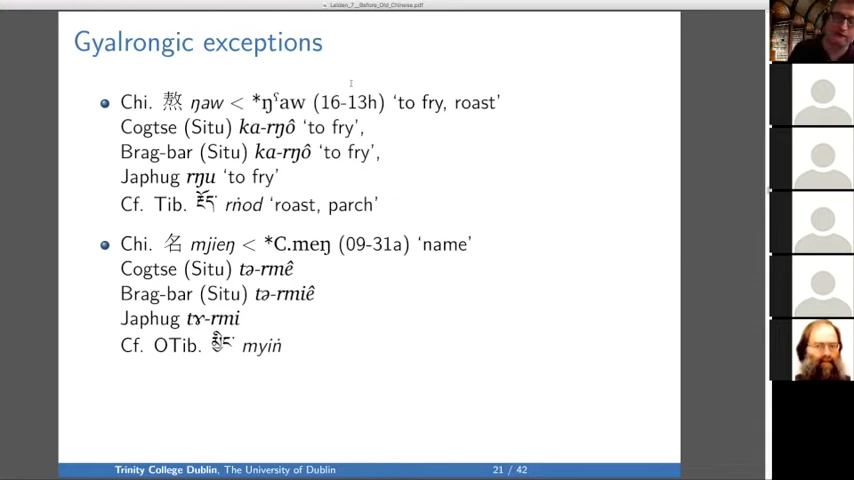 Leiden_7__Before_Old_Chinese.pdf
Gyalrongic exceptions
Chi. 熬 ŋaw < *ŋˤaw (16-13h) ‘to fry, roast’
Cogtse (Situ) ka-rŋô ‘to fry’,
Brag-bar (Situ) ka-rŋô ‘to fry’,
Japhug rŋu ‘to fry’
Cf. Tib. རྔོད་ rṅod ‘roast, parch’
Chi. 名 mjieŋ < *C.meŋ (09-31a) ‘name’
Cogtse (Situ) tə-rmê
Brag-bar (Situ) tə-rmiê
Japhug tɤ-rmi
Cf. OTib. མྱིང་ myiṅ
Trinity College Dublin, The University of Dublin 21 / 42